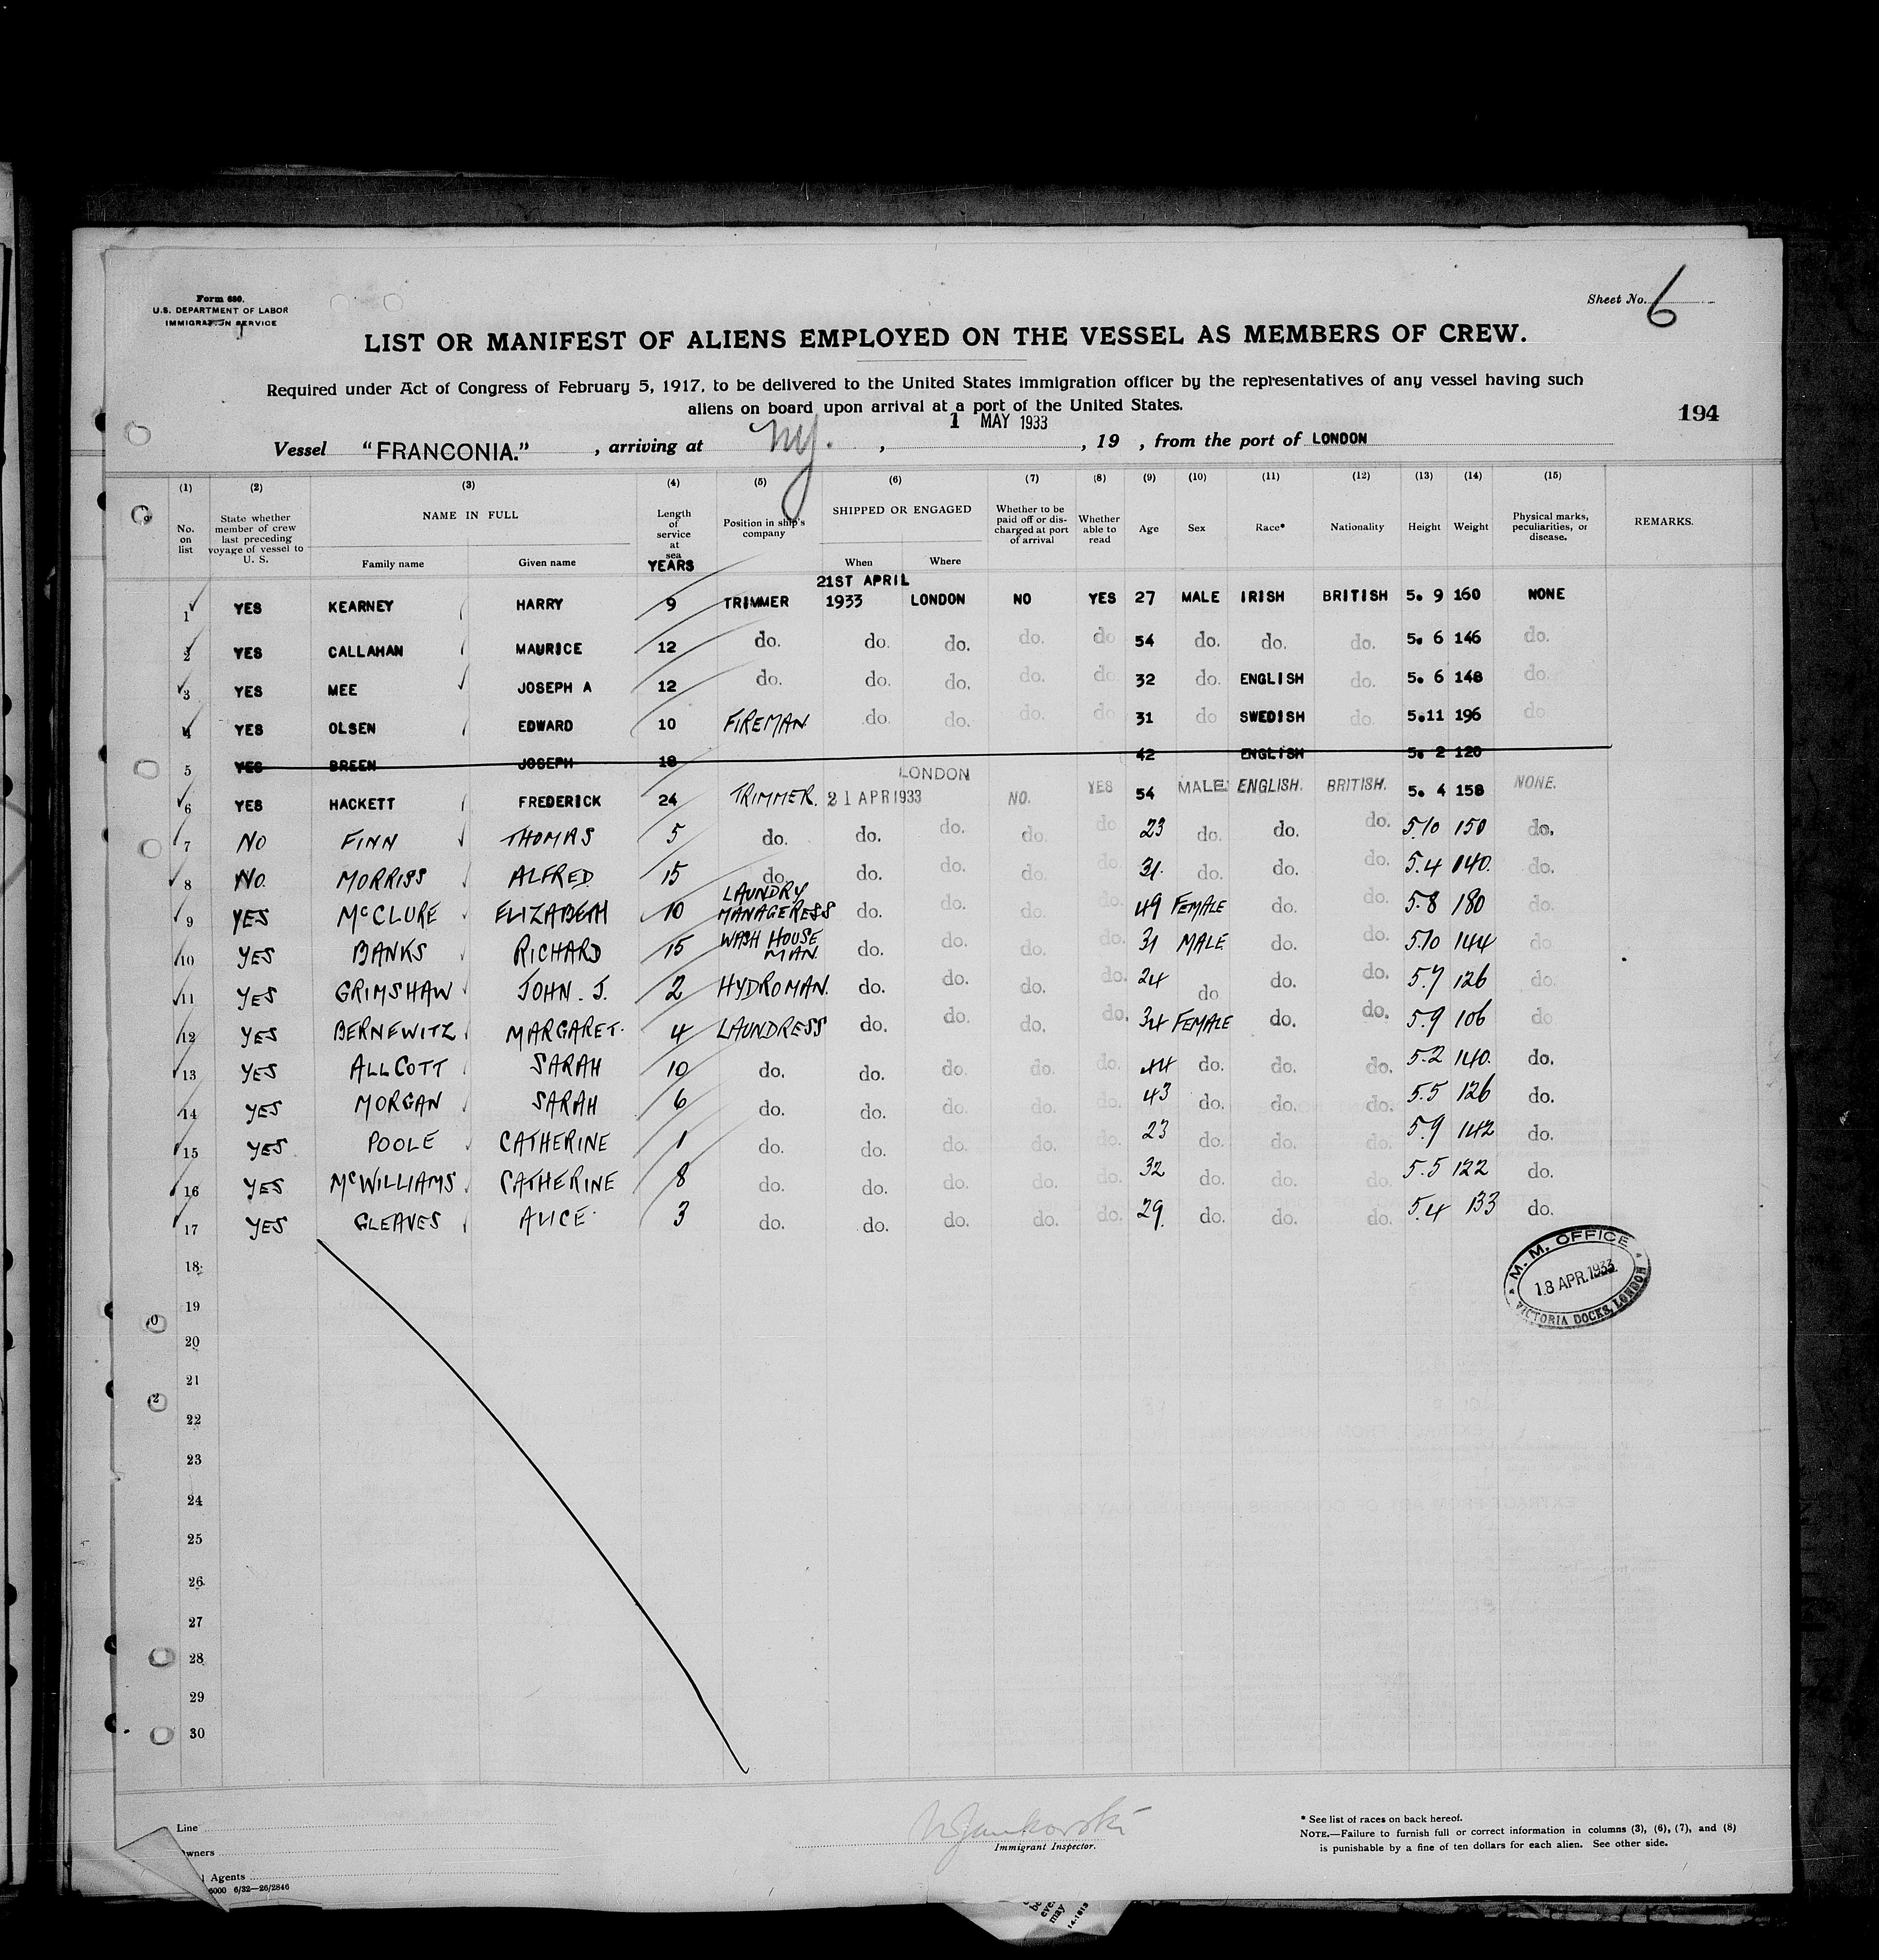 Form 680.
U.S. DEPARTMENT OF LABOR
IMMIGRATION SERVICE
Sheet No. 6
LIST OR MANIFEST OF ALIENS EMPLOYED ON THE VESSEL AS MEMBERS OF CREW.
Required under Act of Congress of February 5, 1917, to be delivered to the United States immigration officer by the representatives of any vessel having such
aliens on board upon arrival at a port of the United States.
194
1 MAY 1933
Vessel "FRANCONIA." , arriving at NY. , , 19 , from the port of LONDON
(1) (2) (3) (4) (5) (6) (7) (8) (9) (10) (11) (12) (13) (14) (15)
No. on list State whether member of crew last preceding voyage of vessel to U. S. NAME IN FULL Family name Given name Length of service at sea YEARS Position in ship's company SHIPPED OR ENGAGED When Where Whether to be paid off or discharged at port of arrival Whether able to read Age Sex Race* Nationality Height Weight Physical marks, peculiarities, or disease. REMARKS.
21ST APRIL
1 YES KEARNEY HARRY 9 TRIMMER 1933 LONDON NO YES 27 MALE IRISH BRITISH 5. 9 160 NONE
2 YES CALLAHAN MAURICE 12 do. do. do. do. do 54 do. do. do. 5. 6 146 do.
3 YES MEE JOSEPH A 12 do. do. do. do. do 32 do. ENGLISH do. 5. 6 148 do.
4 YES OLSEN EDWARD 10 FIREMAN do. do. do. do 31 do SWEDISH do. 5.11 196 do
5 YES BREEN JOSEPH 18 42 ENGLISH 5. 2 120
LONDON
6 YES HACKETT FREDERICK 24 TRIMMER. 21 APR 1933 NO. YES 54 MALE ENGLISH. BRITISH. 5. 4 158 NONE.
7 NO FINN THOMAS 5 do. do. do. do. do 23 do. do. do. 5.10 150 do.
8 NO. MORRISS ALFRED. 15 do. do. do. do. do. 31. do. do. do. 5.4 140. do.
9 YES McCLURE ELIZABETH 10 LAUNDRY MANAGERESS do. do. do. do. 49 FEMALE do. do. 5.8 180 do.
10 YES BANKS RICHARD 15 WASH HOUSE MAN. do. do. do. do. 31 MALE do. do. 5.10 144 do
11 YES GRIMSHAW JOHN. J. 2 HYDROMAN. do. do. do. do. 24 do do. do. 5.7 126 do.
12 YES BERNEWITZ MARGARET. 4 LAUNDRESS do. do. do. do. 34 FEMALE do. do. 5.9 106 do
13 YES ALLCOTT SARAH 10 do. do. do. do. do. 44 do. do. do. 5.2 140. do.
14 YES MORGAN SARAH 6 do. do. do. do. do. 43 do. do. do. 5.5 126 do.
15 YES POOLE CATHERINE 1 do. do. do. do. do. 23 do. do. do. 5.9 142 do.
16 YES McWILLIAMS. CATHERINE 8 do. do. do. do. do. 32 do. do. do. 5.5 122 do.
17 YES GLEAVES ALICE. 3 do. do. do. do. do. 29. do. do. do. 5.4 133 do.
18
M. M. OFFICE
18 APR. 1933
VICTORIA DOCKS, LONDON
19
20
21
22
23
24
25
26
27
28
29
30
Line
Owners
Agents
6000 6/32—26/2846
Immigrant Inspector.
* See list of races on back hereof.
NOTE.—Failure to furnish full or correct information in columns (3), (6), (7), and (8)
is punishable by a fine of ten dollars for each alien. See other side.